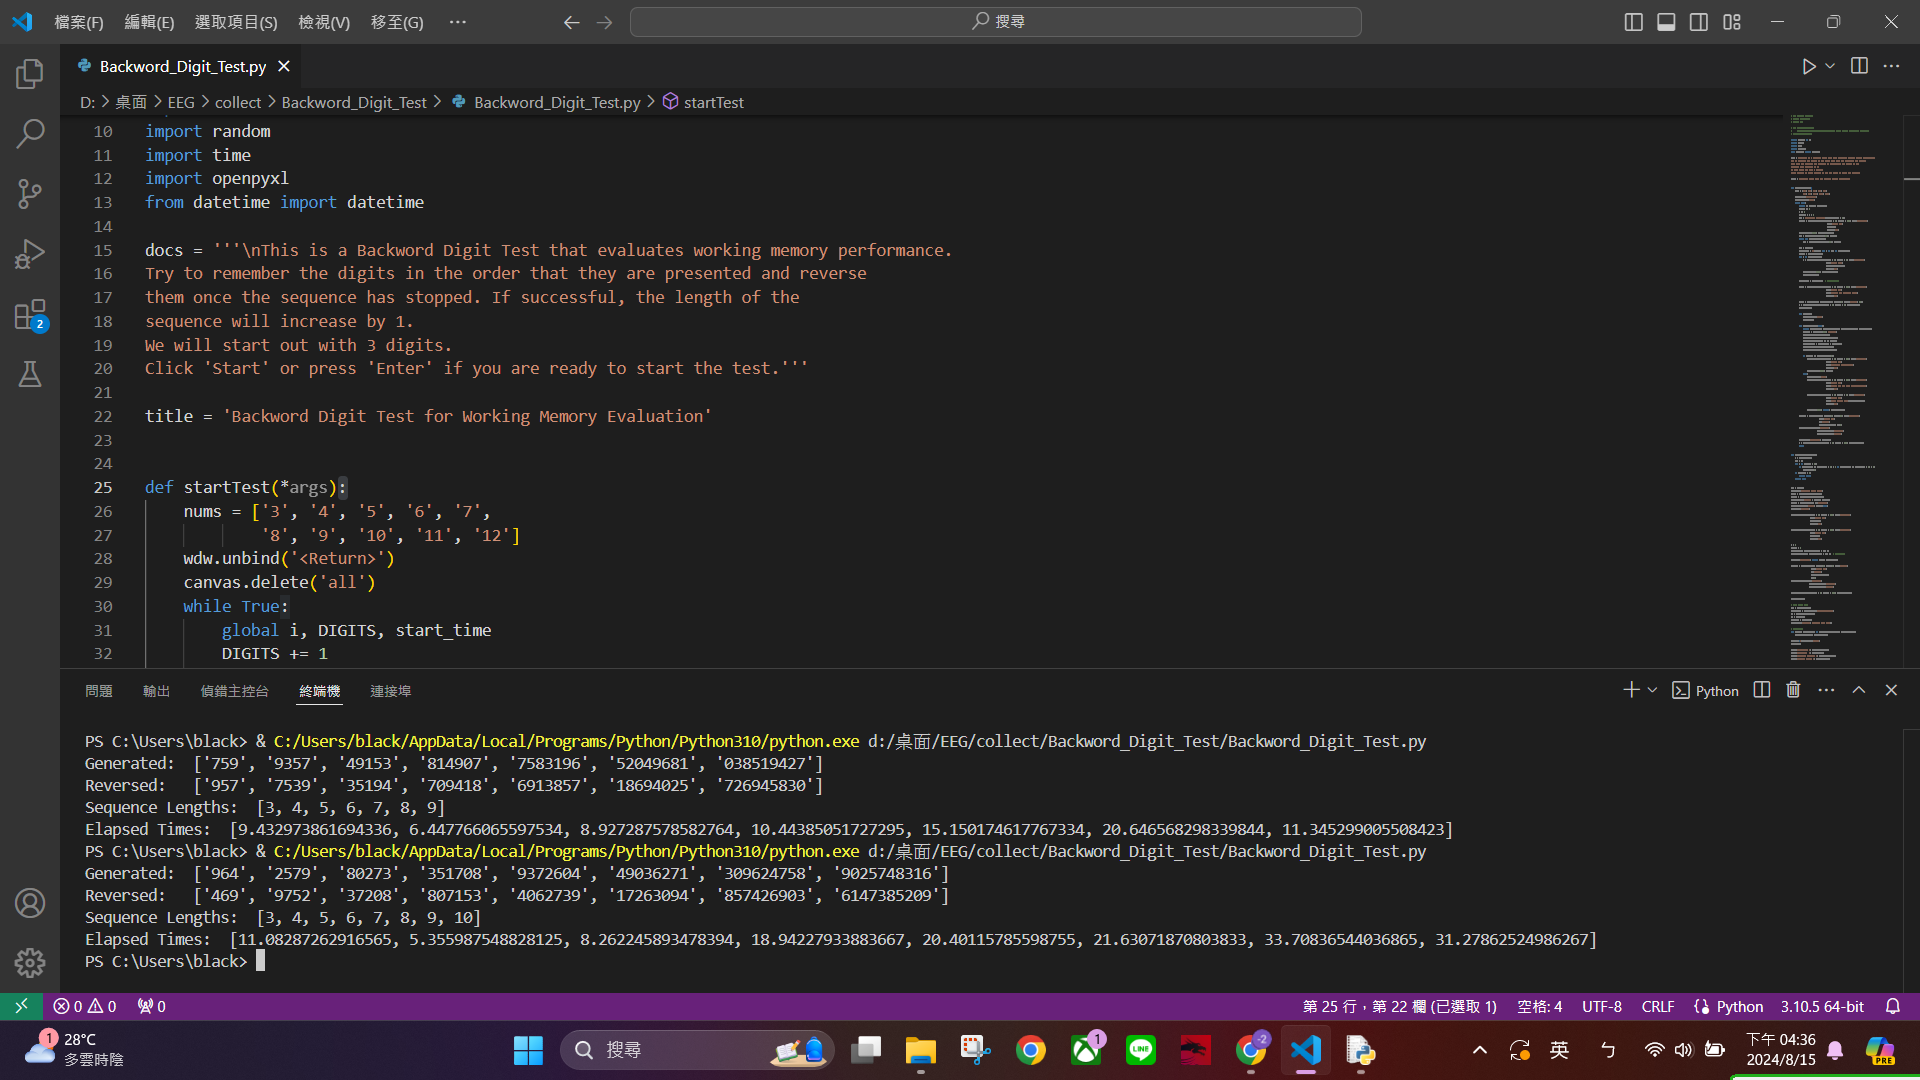 檔案(F) 編輯(E) 選取項目(S) 檢視(V) 移至(G) ⋯ 搜尋
Backword_Digit_Test.py
D: > 桌面 > EEG > collect > Backword_Digit_Test > Backword_Digit_Test.py > startTest
10 import random
11 import time
12 import openpyxl
13 from datetime import datetime
14
15 docs = '''\nThis is a Backword Digit Test that evaluates working memory performance.
16 Try to remember the digits in the order that they are presented and reverse
17 them once the sequence has stopped. If successful, the length of the
18 sequence will increase by 1.
19 We will start out with 3 digits.
20 Click 'Start' or press 'Enter' if you are ready to start the test.'''
21
22 title = 'Backword Digit Test for Working Memory Evaluation'
23
24
25 def startTest(*args):
26 nums = ['3', '4', '5', '6', '7',
27 '8', '9', '10', '11', '12']
28 wdw.unbind('<Return>')
29 canvas.delete('all')
30 while True:
31 global i, DIGITS, start_time
32 DIGITS += 1
2
問題 輸出 偵錯主控台 終端機 連接埠 Python
PS C:\Users\black> & C:/Users/black/AppData/Local/Programs/Python/Python310/python.exe d:/桌面/EEG/collect/Backword_Digit_Test/Backword_Digit_Test.py
Generated: ['759', '9357', '49153', '814907', '7583196', '52049681', '038519427']
Reversed: ['957', '7539', '35194', '709418', '6913857', '18694025', '726945830']
Sequence Lengths: [3, 4, 5, 6, 7, 8, 9]
Elapsed Times: [9.432973861694336, 6.447766065597534, 8.927287578582764, 10.44385051727295, 15.150174617767334, 20.646568298339844, 11.345299005508423]
PS C:\Users\black> & C:/Users/black/AppData/Local/Programs/Python/Python310/python.exe d:/桌面/EEG/collect/Backword_Digit_Test/Backword_Digit_Test.py
Generated: ['964', '2579', '80273', '351708', '9372604', '49036271', '309624758', '9025748316']
Reversed: ['469', '9752', '37208', '807153', '4062739', '17263094', '857426903', '6147385209']
Sequence Lengths: [3, 4, 5, 6, 7, 8, 9, 10]
Elapsed Times: [11.08287262916565, 5.355987548828125, 8.262245893478394, 18.94227933883667, 20.40115785598755, 21.63071870803833, 33.70836544036865, 31.27862524986267]
PS C:\Users\black>
0 0 0 第 25 行，第 22 欄 (已選取 1) 空格: 4 UTF-8 CRLF Python 3.10.5 64-bit
1 28°C
多雲時陰
搜尋
1
LINE
-2
英 ㄅ
下午 04:36
2024/8/15
PRE